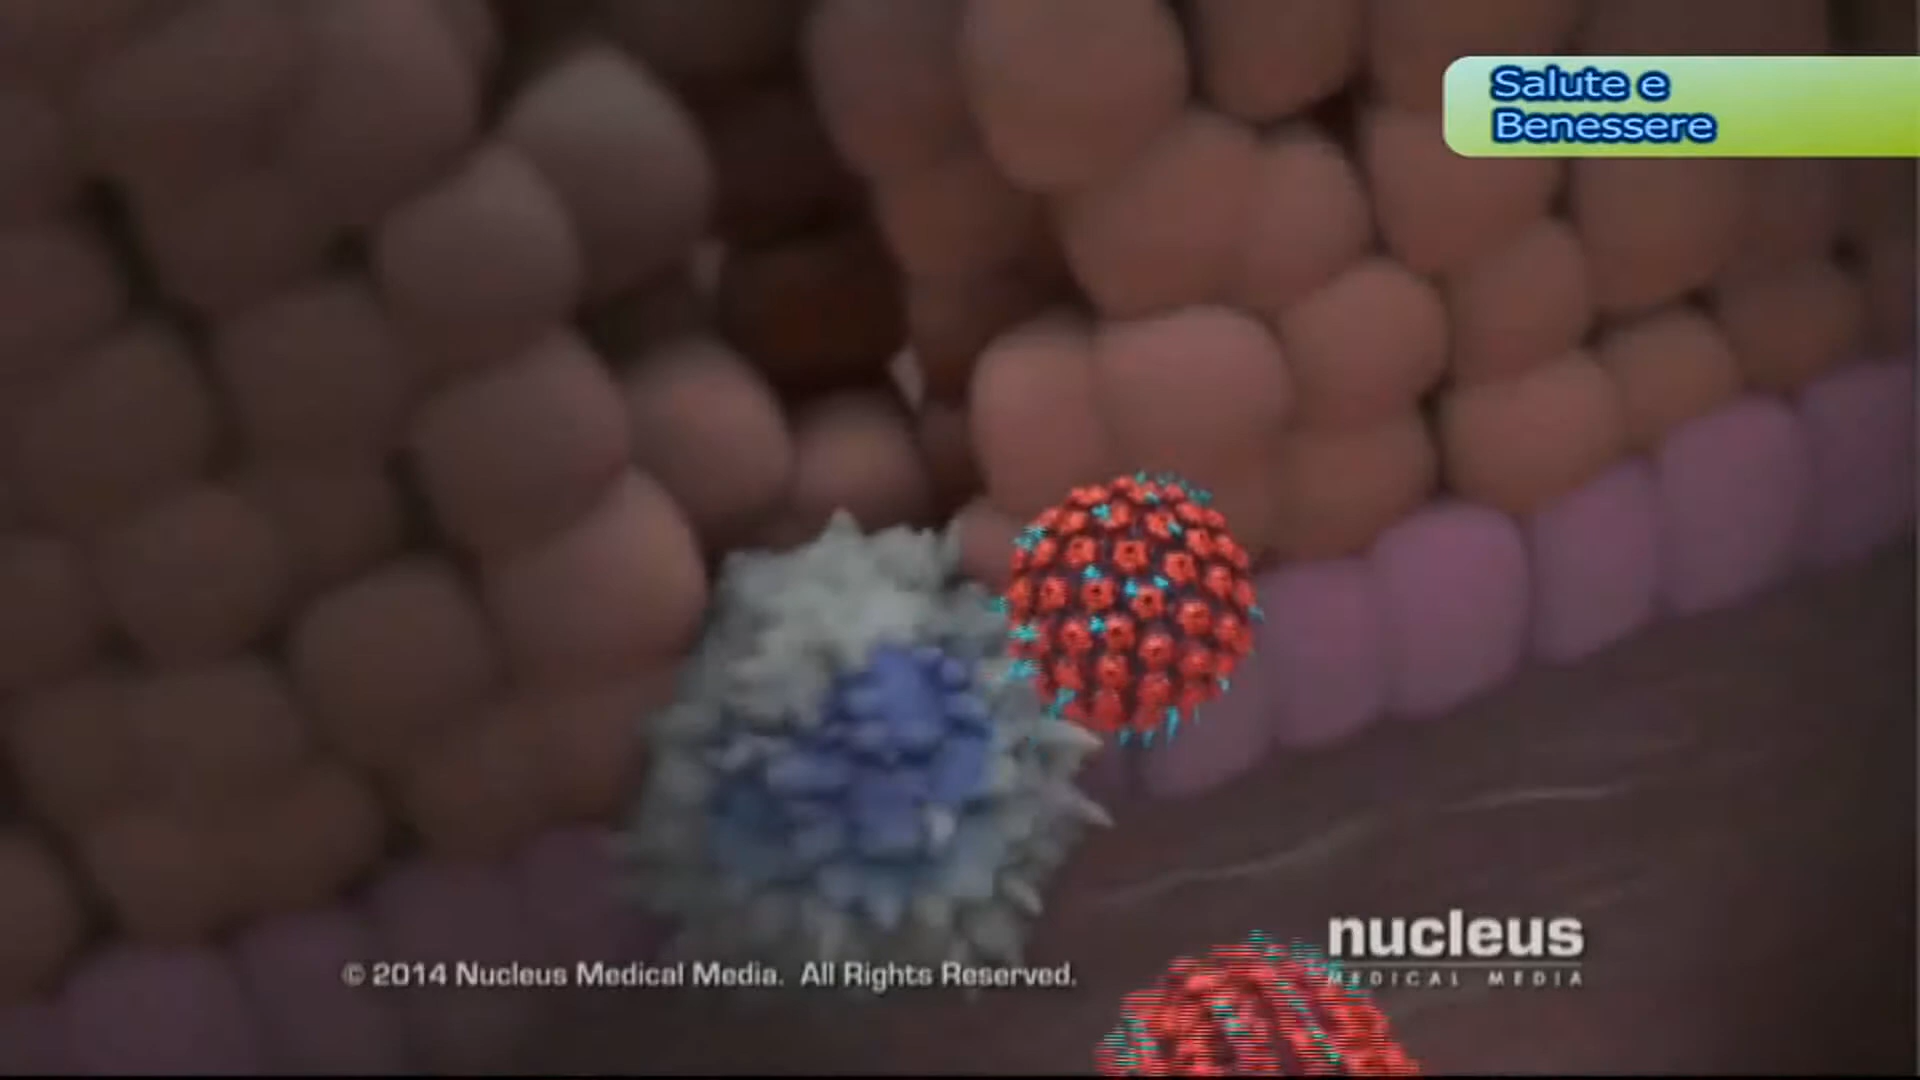 Salute e
Benessere
nucleus
MEDICAL MEDIA
© 2014 Nucleus Medical Media. All Rights Reserved.